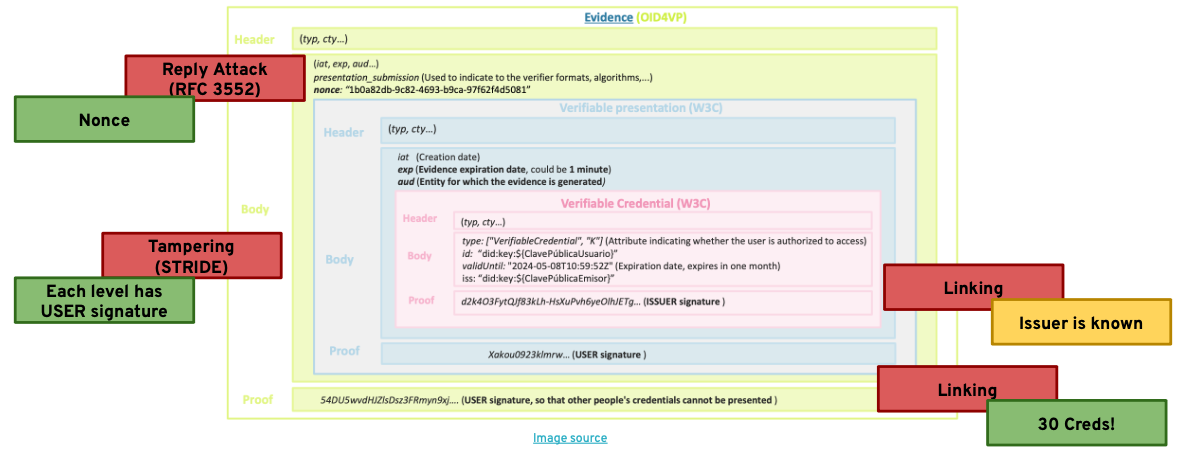 Evidence (OID4VP)
Header
(typ, cty...)
Reply Attack
(RFC 3552)
Nonce
(iat, exp, aud...)
presentation_submission (Used to indicate to the verifier formats, algorithms,...)
nonce: “1b0a82db-9c82-4693-b9ca-97f62f4d5081”
Verifiable presentation (W3C)
Header
(typ, cty...)
iat (Creation date)
exp (Evidence expiration date, could be 1 minute)
aud (Entity for which the evidence is generated)
Body
Verifiable Credential (W3C)
Header
(typ, cty...)
Tampering
(STRIDE)
Each level has
USER signature
Body
Body
type: ["VerifiableCredential", "K"] (Attribute indicating whether the user is authorized to access)
id: “did:key:${ClavePúblicaUsuario}”
validUntil: "2024-05-08T10:59:52Z" (Expiration date, expires in one month)
iss: “did:key:${ClavePúblicaEmisor}”
Linking
Issuer is known
Proof
d2k4O3FytQJf83kLh-HsXuPvh6yeOlhJETg... (ISSUER signature )
Proof
Xakou0923klmrw... (USER signature )
Linking
30 Creds!
Proof
54DU5wvdHJZlsDsz3FRmyn9xj.... (USER signature, so that other people's credentials cannot be presented )
Image source